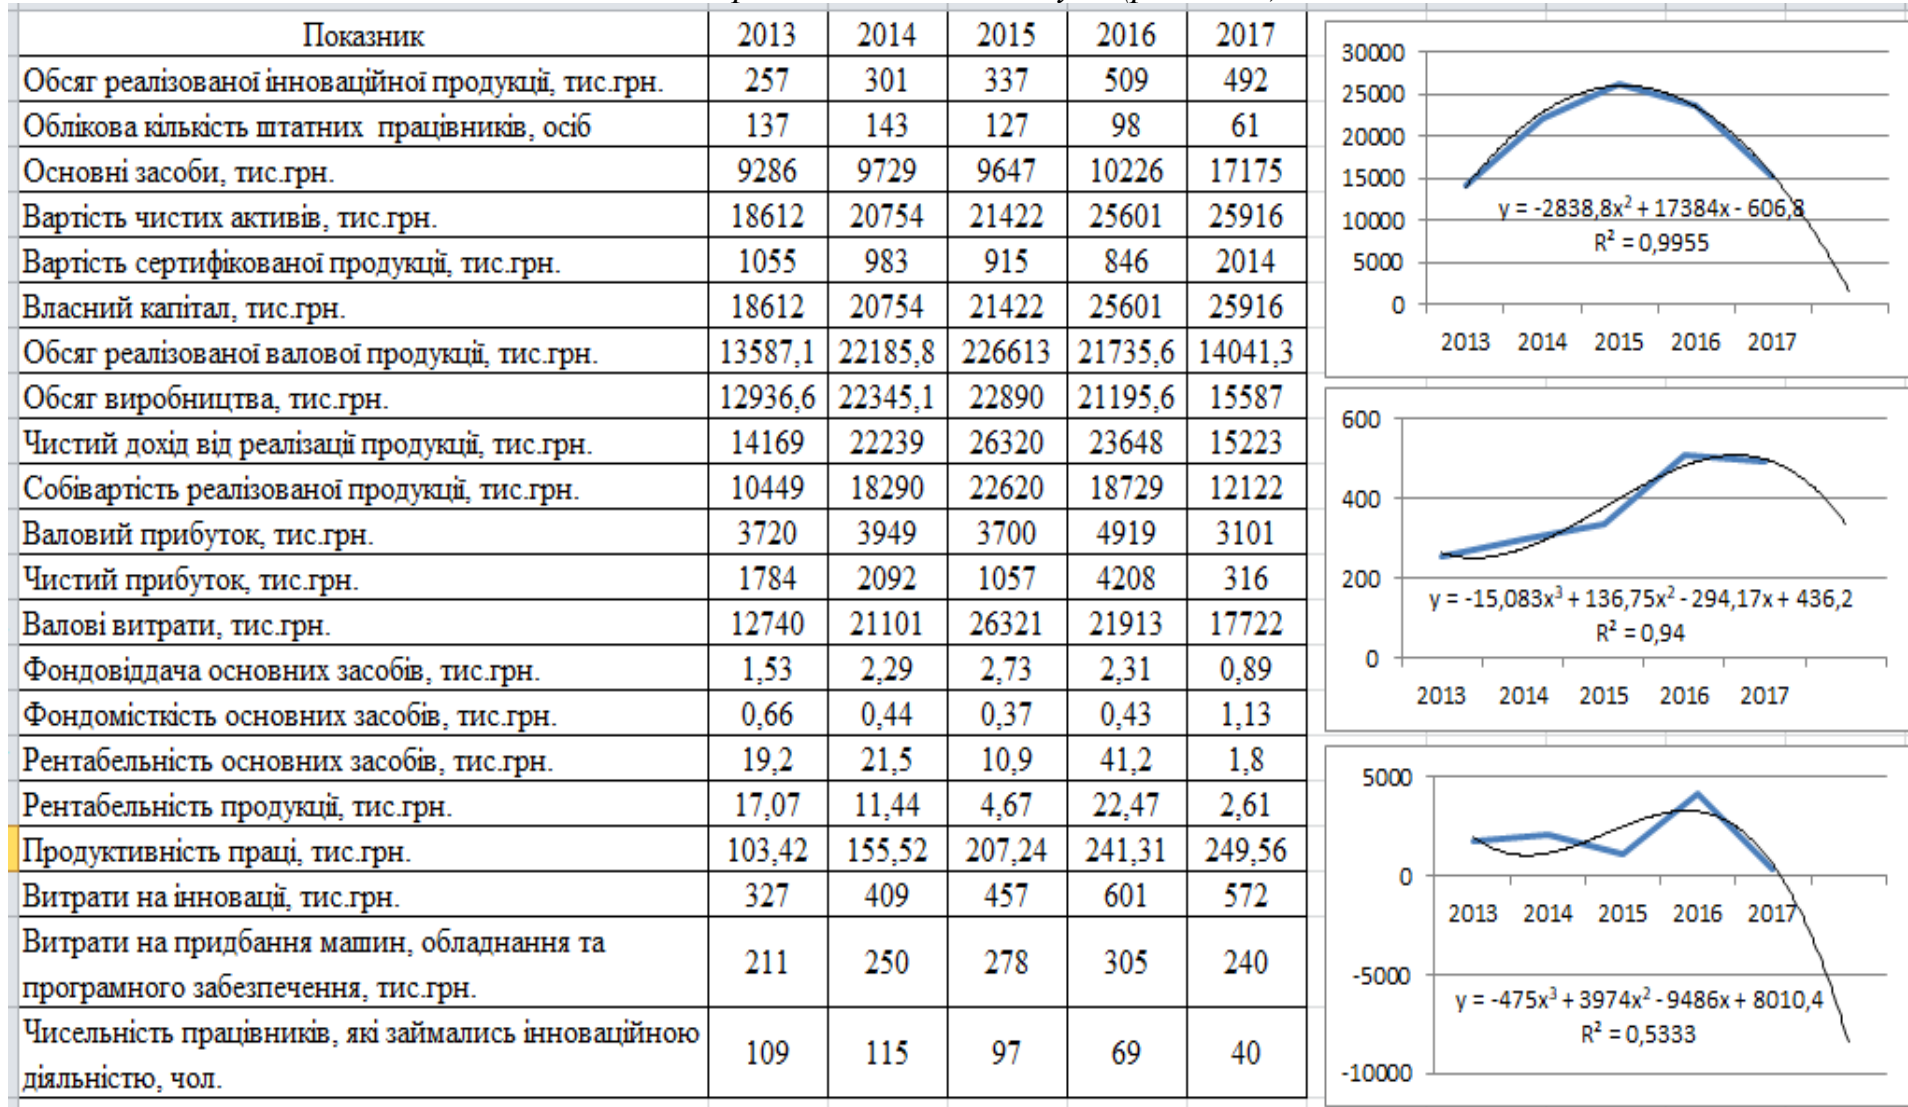 Показник 2013 2014 2015 2016 2017
Обсяг реалізованої інноваційної продукції, тис.грн. 257 301 337 509 492
Облікова кількість штатних працівників, осіб 137 143 127 98 61
Основні засоби, тис.грн. 9286 9729 9647 10226 17175
Вартість чистих активів, тис.грн. 18612 20754 21422 25601 25916
Вартість сертифікованої продукції, тис.грн. 1055 983 915 846 2014
Власний капітал, тис.грн. 18612 20754 21422 25601 25916
Обсяг реалізованої валової продукції, тис.грн. 13587,1 22185,8 226613 21735,6 14041,3
Обсяг виробництва, тис.грн. 12936,6 22345,1 22890 21195,6 15587
Чистий дохід від реалізації продукції, тис.грн. 14169 22239 26320 23648 15223
Собівартість реалізованої продукції, тис.грн. 10449 18290 22620 18729 12122
Валовий прибуток, тис.грн. 3720 3949 3700 4919 3101
Чистий прибуток, тис.грн. 1784 2092 1057 4208 316
Валові витрати, тис.грн. 12740 21101 26321 21913 17722
Фондовіддача основних засобів, тис.грн. 1,53 2,29 2,73 2,31 0,89
Фондомісткість основних засобів, тис.грн. 0,66 0,44 0,37 0,43 1,13
Рентабельність основних засобів, тис.грн. 19,2 21,5 10,9 41,2 1,8
Рентабельність продукції, тис.грн. 17,07 11,44 4,67 22,47 2,61
Продуктивність праці, тис.грн. 103,42 155,52 207,24 241,31 249,56
Витрати на інновації, тис.грн. 327 409 457 601 572
Витрати на придбання машин, обладнання та
програмного забезпечення, тис.грн. 211 250 278 305 240
Чисельність працівників, які займались інноваційною
діяльністю, чол. 109 115 97 69 40
30000
25000
20000
15000
10000
5000
0
y = -2838,8x² + 17384x - 606,8
R² = 0,9955
2013 2014 2015 2016 2017
600
400
200
0
y = -15,083x³ + 136,75x² - 294,17x + 436,2
R² = 0,94
2013 2014 2015 2016 2017
5000
0
-5000
-10000
2013 2014 2015 2016 2017
y = -475x³ + 3974x² - 9486x + 8010,4
R² = 0,5333